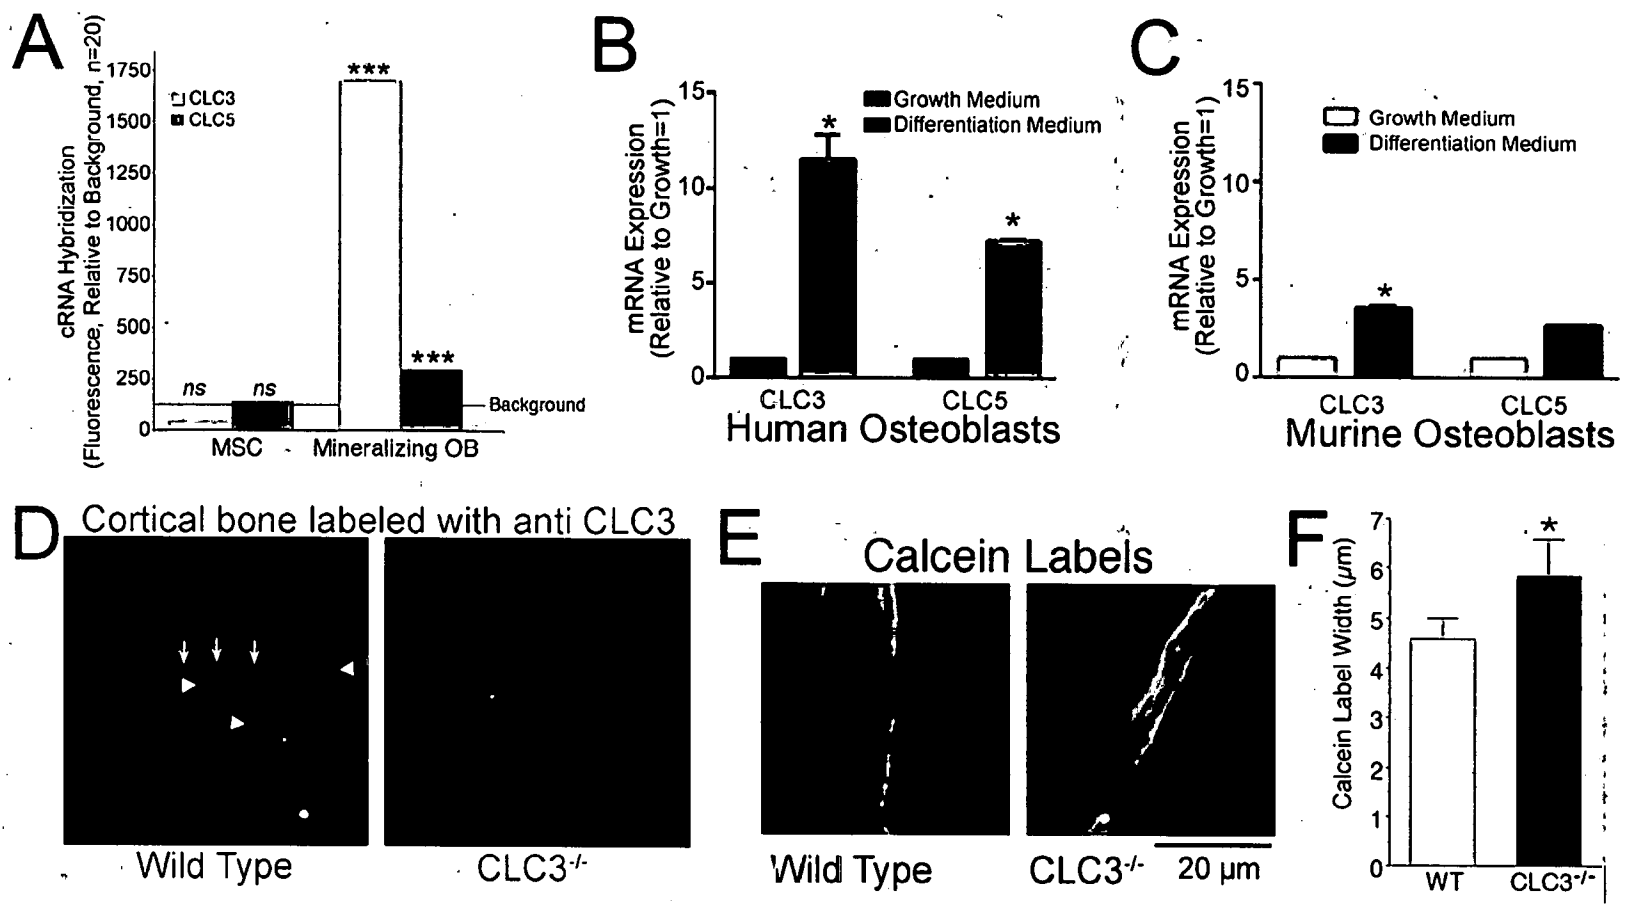 A
cRNA Hybridization
(Fluorescence, Relative to Background, n=20)
1750
1500
1250
1000
750
500
250
0
CLC3
CLC5
***
***
ns
ns
Background
MSC
Mineralizing OB
B
mRNA Expression
(Relative to Growth=1)
15
10
5
0
Growth Medium
Differentiation Medium
*
*
CLC3
CLC5
Human Osteoblasts
C
mRNA Expression
(Relative to Growth=1)
15
10
5
0
Growth Medium
Differentiation Medium
*
CLC3
CLC5
Murine Osteoblasts
D
Cortical bone labeled with anti CLC3
Wild Type
CLC3-/-
E
Calcein Labels
Wild Type
CLC3-/-
20 µm
F
Calcein Label Width (µm)
7
6
5
4
3
2
1
0
*
WT
CLC3-/-